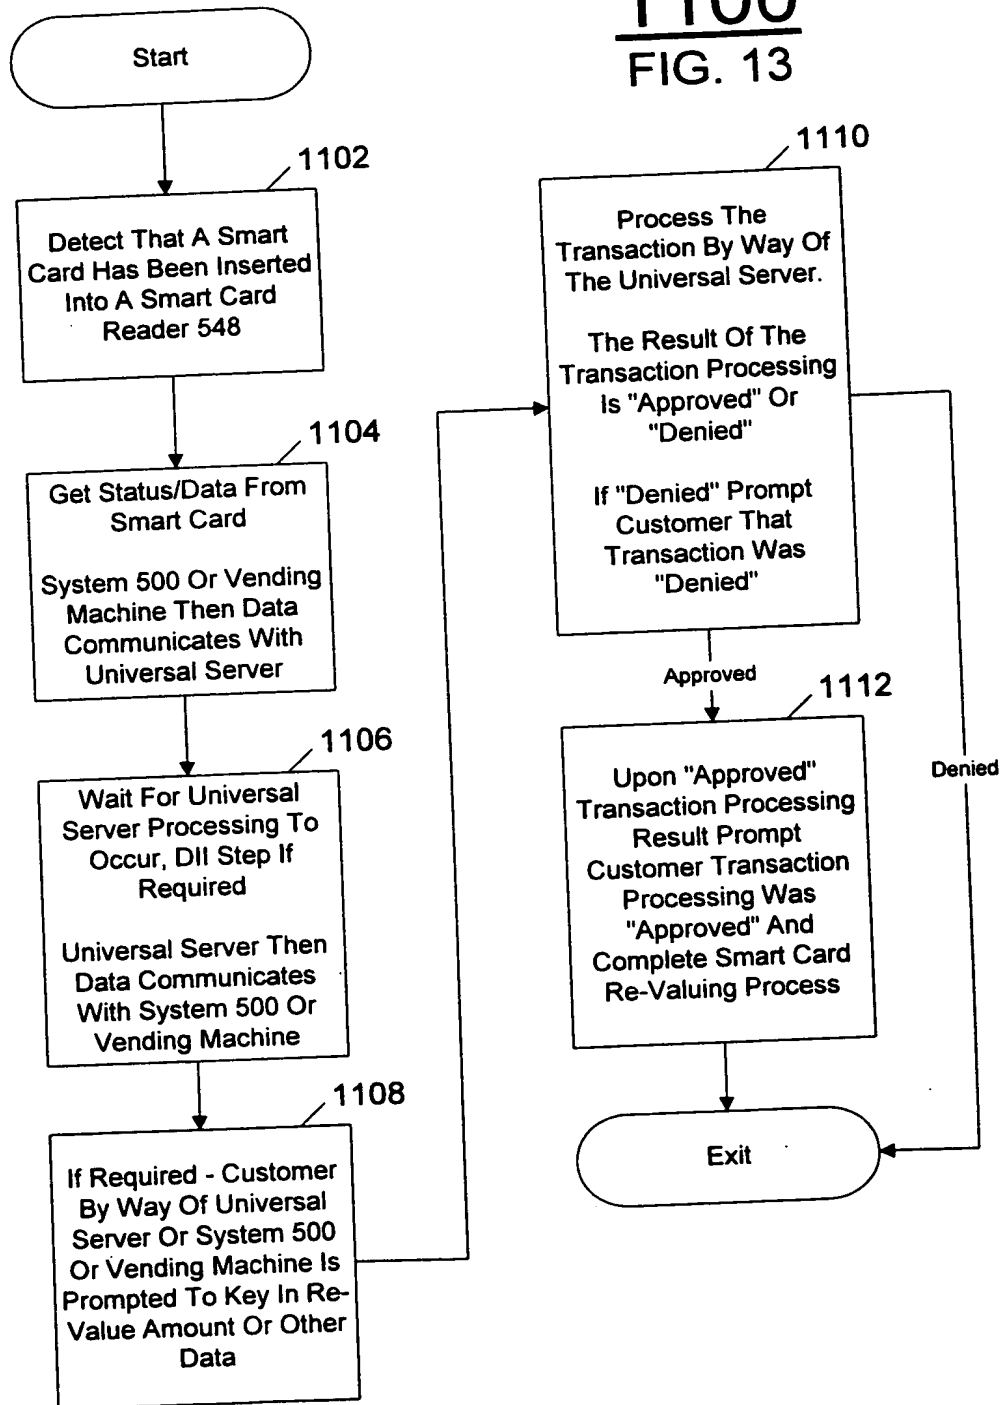 1100
FIG. 13
Start
1102
Detect That A Smart
Card Has Been Inserted
Into A Smart Card
Reader 548
1104
Get Status/Data From
Smart Card
System 500 Or Vending
Machine Then Data
Communicates With
Universal Server
1106
Wait For Universal
Server Processing To
Occur, DII Step If
Required
Universal Server Then
Data Communicates
With System 500 Or
Vending Machine
1108
If Required - Customer
By Way Of Universal
Server Or System 500
Or Vending Machine Is
Prompted To Key In Re-
Value Amount Or Other
Data
1110
Process The
Transaction By Way Of
The Universal Server.
The Result Of The
Transaction Processing
Is "Approved" Or
"Denied"
If "Denied" Prompt
Customer That
Transaction Was
"Denied"
Approved
Denied
1112
Upon "Approved"
Transaction Processing
Result Prompt
Customer Transaction
Processing Was
"Approved" And
Complete Smart Card
Re-Valuing Process
Exit